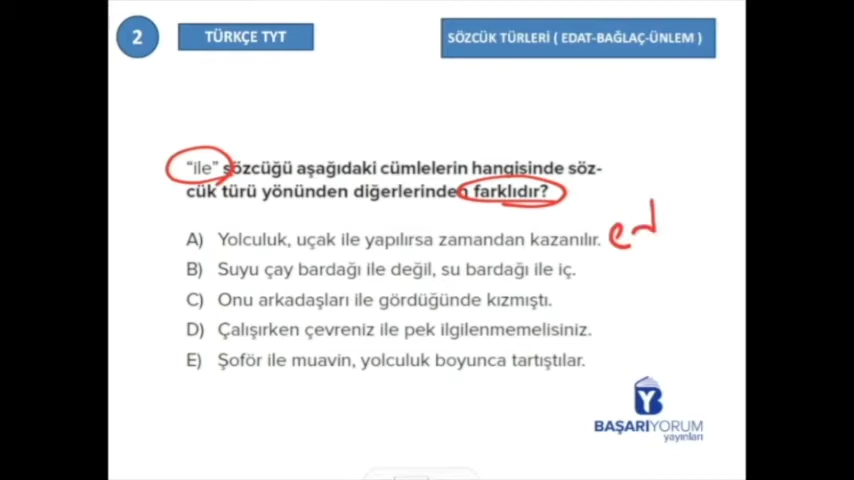 2
TÜRKÇE TYT
SÖZCÜK TÜRLERİ ( EDAT-BAĞLAÇ-ÜNLEM )
"ile" sözcüğü aşağıdaki cümlelerin hangisinde söz-
cük türü yönünden diğerlerinden farklıdır?
A) Yolculuk, uçak ile yapılırsa zamandan kazanılır. ed
B) Suyu çay bardağı ile değil, su bardağı ile iç.
C) Onu arkadaşları ile gördüğünde kızmıştı.
D) Çalışırken çevreniz ile pek ilgilenmemelisiniz.
E) Şoför ile muavin, yolculuk boyunca tartıştılar.
BAŞARIYORUM
yayınları